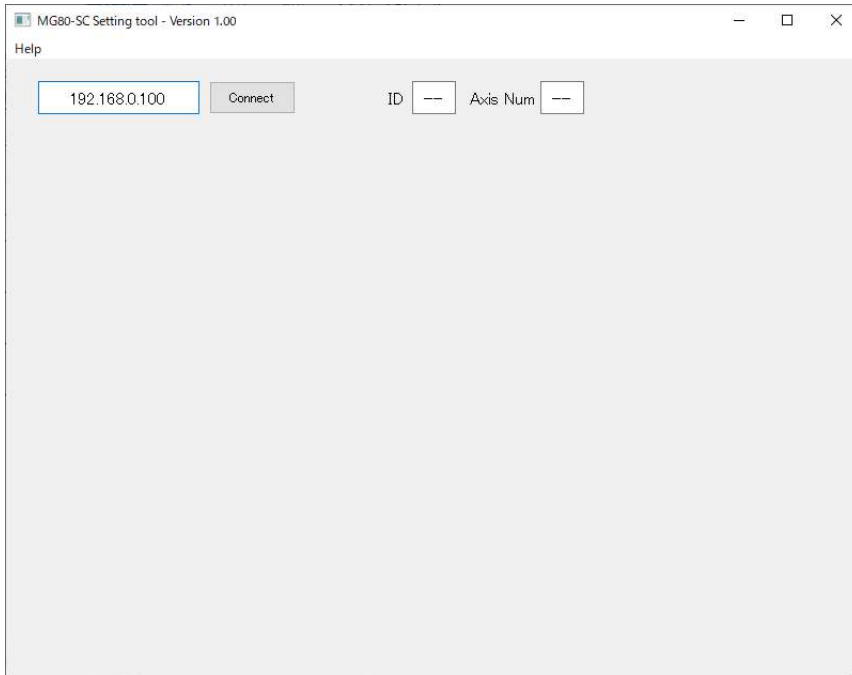 MG80-SC Setting tool - Version 1.00
Help
192.168.0.100 Connect ID -- Axis Num --